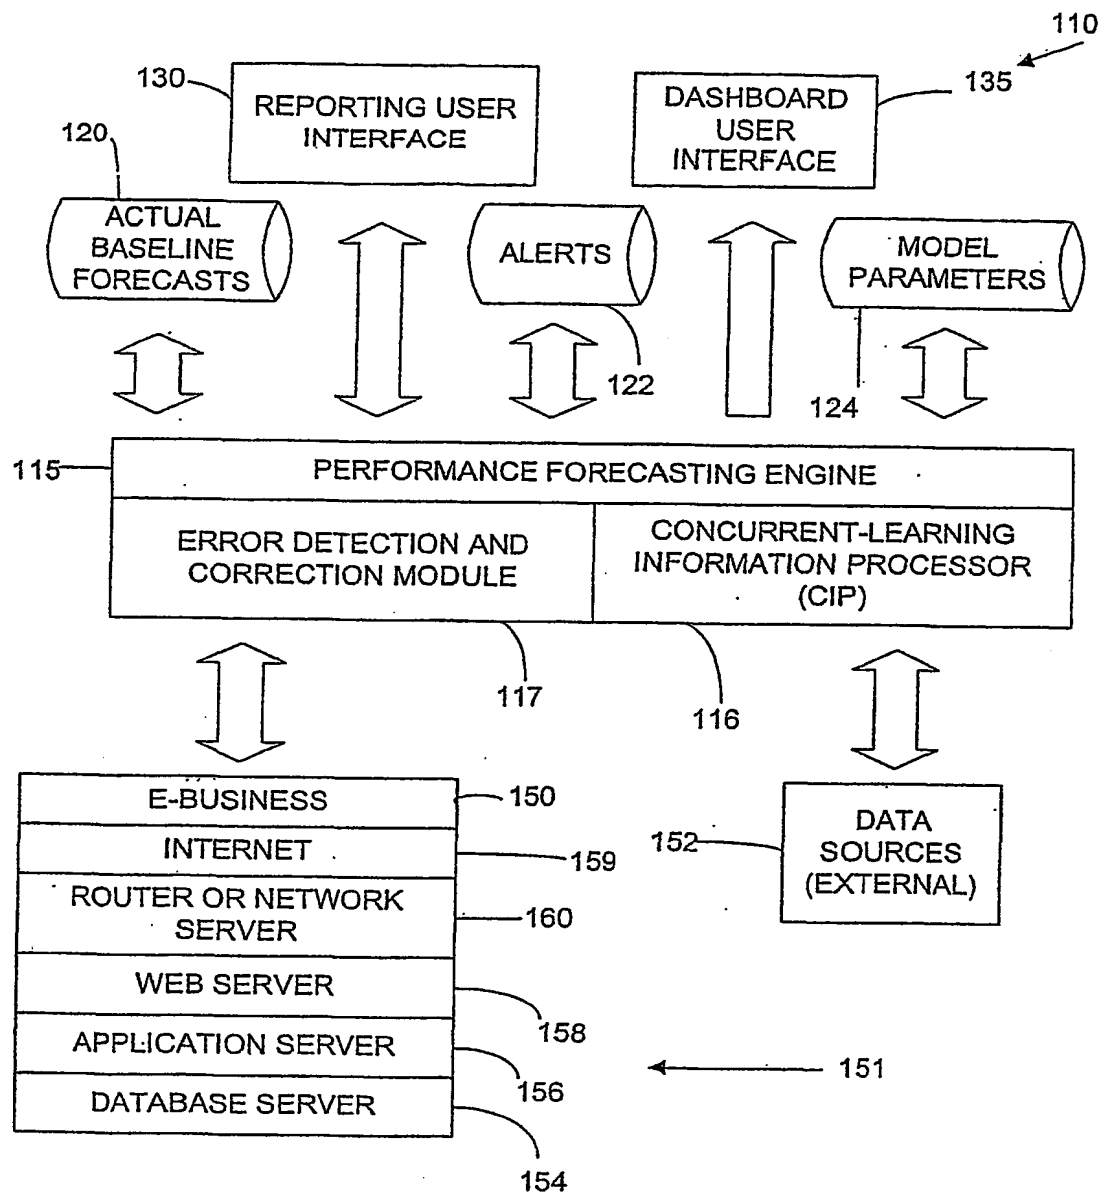 110
130
REPORTING USER
INTERFACE
DASHBOARD
USER
INTERFACE
135
120
ACTUAL
BASELINE
FORECASTS
ALERTS
MODEL
PARAMETERS
122
124
115
PERFORMANCE FORECASTING ENGINE
ERROR DETECTION AND
CORRECTION MODULE
CONCURRENT-LEARNING
INFORMATION PROCESSOR
(CIP)
117
116
E-BUSINESS
150
INTERNET
159
ROUTER OR NETWORK
SERVER
160
WEB SERVER
158
APPLICATION SERVER
156
DATABASE SERVER
154
152
DATA
SOURCES
(EXTERNAL)
151